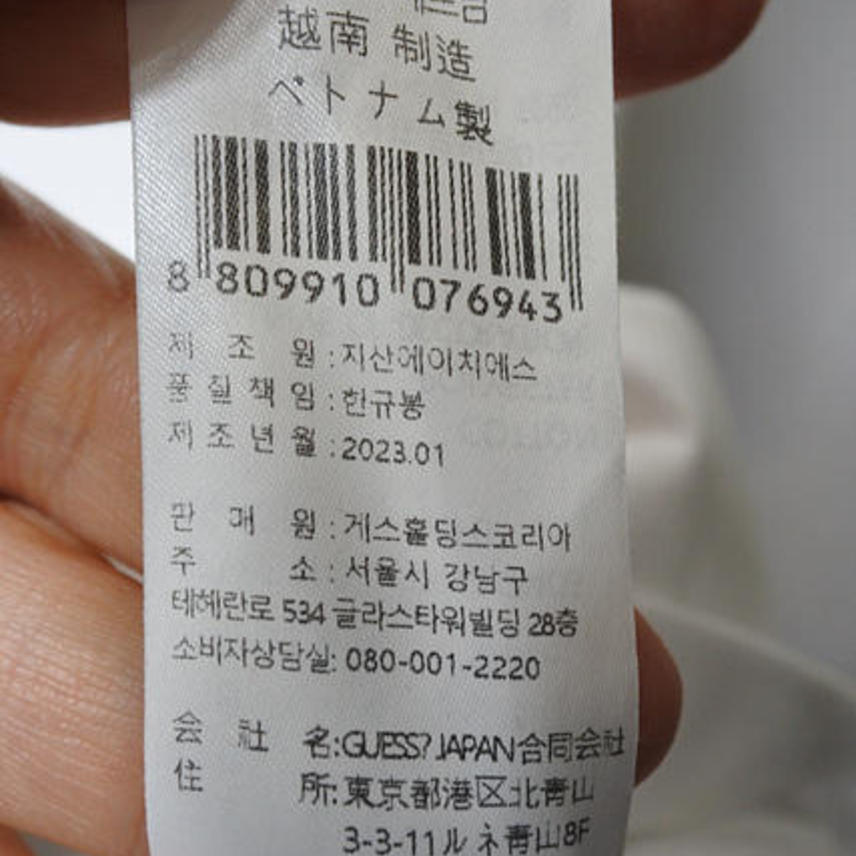 越南 制造
ベトナム製
8 809910 076943
제 조 원 : 지산에이치에스
품 질 책 임 : 한규봉
제 조 년 월 : 2023.01
판 매 원 : 게스홀딩스코리아
주 소 : 서울시 강남구
테헤란로 534 글라스타워빌딩 28층
소비자상담실: 080-001-2220
会 社 名:GUESS? JAPAN合同会社
住 所:東京都港区北青山
3-3-11ルネ青山8F